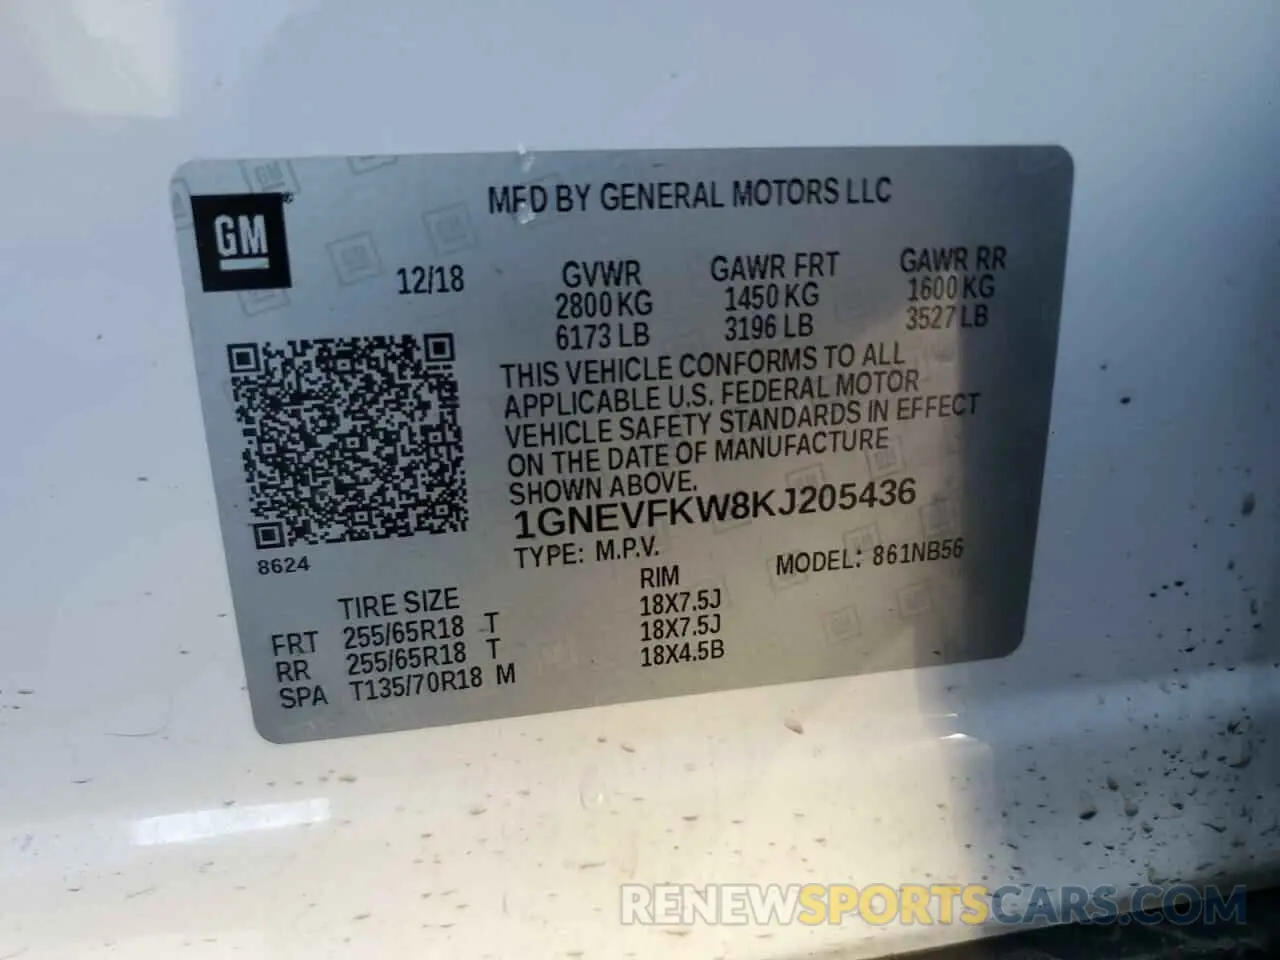 MFD BY GENERAL MOTORS LLC
GM
12/18
GVWR GAWR FRT GAWR RR
2800 KG 1450 KG 1600 KG
6173 LB 3196 LB 3527 LB
THIS VEHICLE CONFORMS TO ALL
APPLICABLE U.S. FEDERAL MOTOR
VEHICLE SAFETY STANDARDS IN EFFECT
ON THE DATE OF MANUFACTURE
SHOWN ABOVE.
1GNEVFKW8KJ205436
8624
TYPE: M.P.V. MODEL: 861NB56
TIRE SIZE RIM
FRT 255/65R18 T 18X7.5J
RR 255/65R18 T 18X7.5J
SPA T135/70R18 M 18X4.5B
RENEWSPORTSCARS.COM